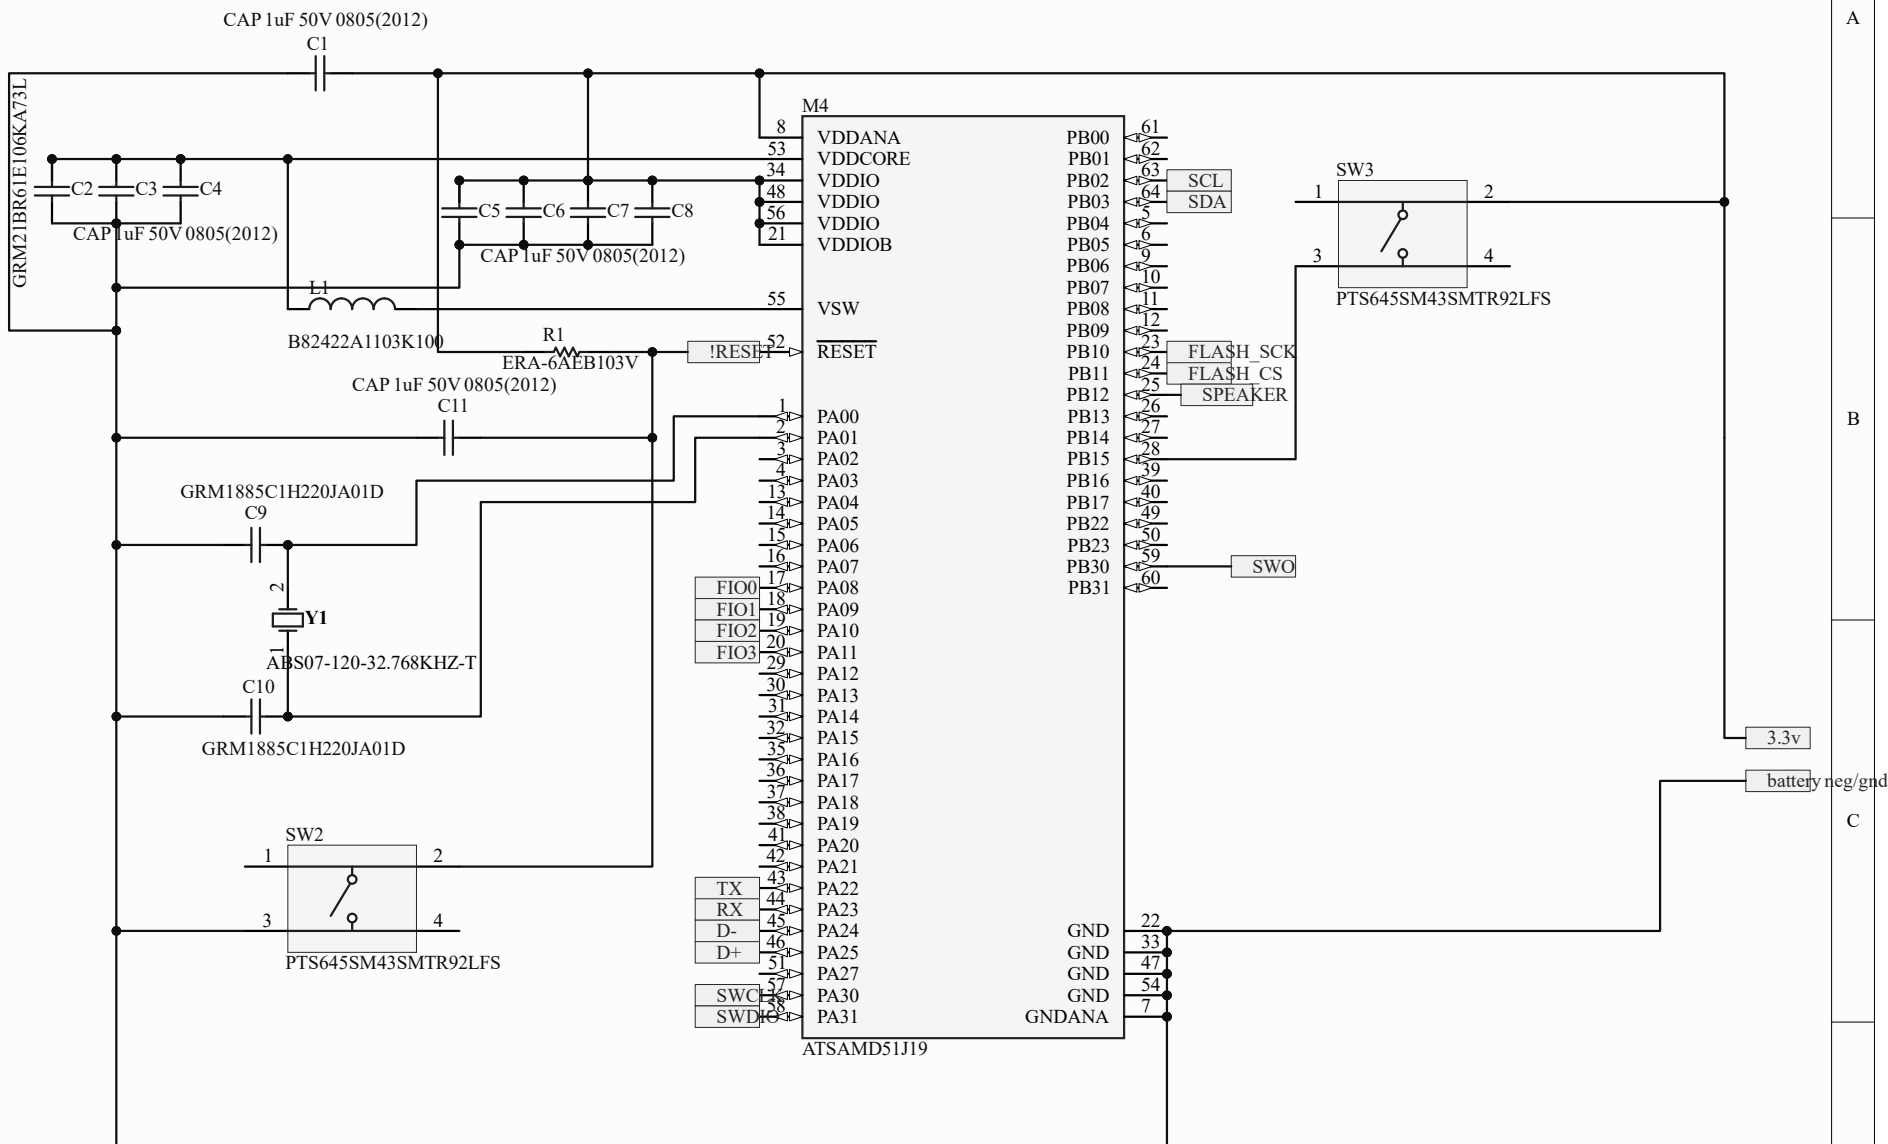 CAP 1uF 50V 0805(2012)
C1
A
GRM21BR61E106KA73L
M4
8 VDDANA PB00 61
53 VDDCORE PB01 62
SW3
C2 C3 C4
34 VDDIO PB02 63 SCL
1 2
C5 C6 C7 C8
48 VDDIO PB03 64 SDA
56 VDDIO PB04 5
CAP 1uF 50V 0805(2012)
21 VDDIOB PB05 6
CAP 1uF 50V 0805(2012)
PB06 9
3 4
PB07 10
L1
PTS645SM43SMTR92LFS
55 VSW PB08 11
PB09 12
B82422A1103K100
R1
!RESET 52 RESET PB10 23 FLASH_SCK
ERA-6AEB103V
PB11 24 FLASH_CS
CAP 1uF 50V 0805(2012)
PB12 25 SPEAKER
C11
1 PA00 PB13 26
B
2 PA01 PB14 27
3 PA02 PB15 28
4 PA03 PB16 39
GRM1885C1H220JA01D
13 PA04 PB17 40
C9
14 PA05 PB22 49
15 PA06 PB23 50
16 PA07 PB30 59 SWO
2
FIO0 17 PA08 PB31 60
FIO1 18 PA09
Y1
FIO2 19 PA10
1
FIO3 20 PA11
ABS07-120-32.768KHZ-T
29 PA12
C10
30 PA13
31 PA14
32 PA15
3.3v
GRM1885C1H220JA01D
35 PA16
36 PA17
battery neg/gnd
37 PA18
38 PA19
C
SW2
41 PA20
1 2
42 PA21
TX 43 PA22
RX 44 PA23
3 4
D- 45 PA24 GND 22
D+ 46 PA25 GND 33
PTS645SM43SMTR92LFS
51 PA27 GND 47
SWCLK 57 PA30 GND 54
SWDIO 58 PA31 GNDANA 7
ATSAMD51J19